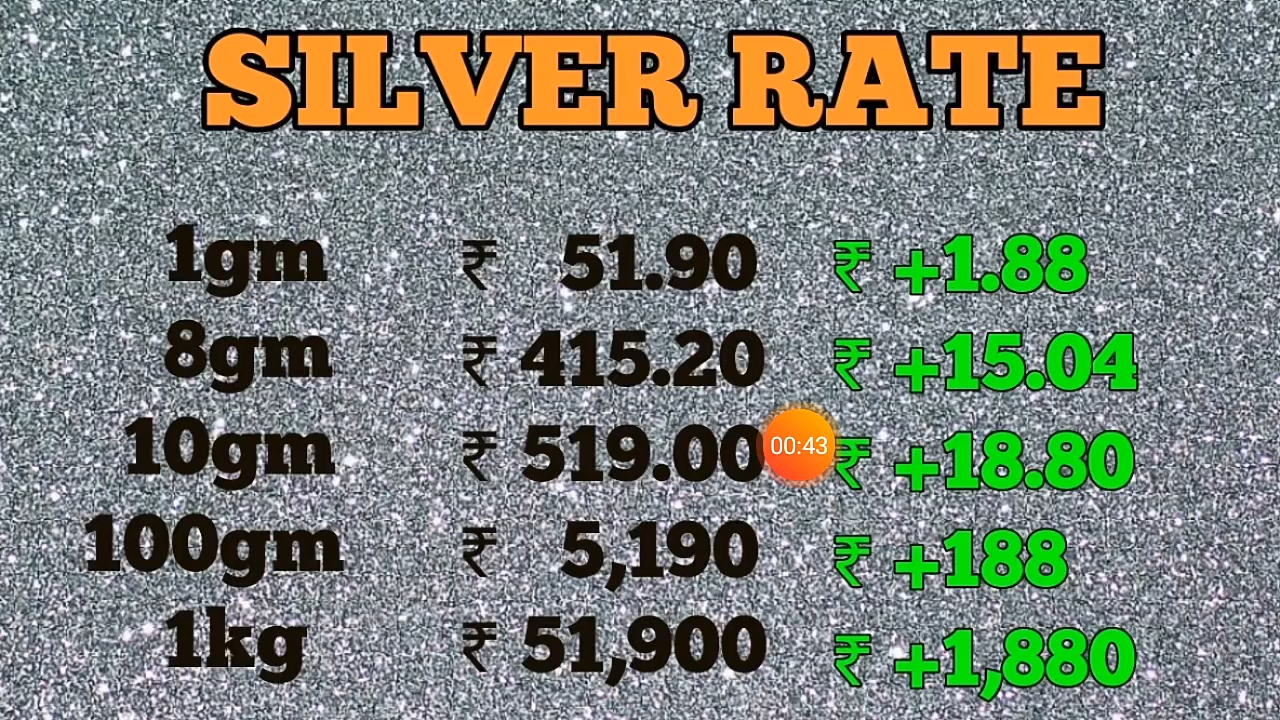 SILVER RATE
1gm ₹ 51.90 ₹ +1.88
8gm ₹ 415.20 ₹ +15.04
10gm ₹ 519.00 00:43 ₹ +18.80
100gm ₹ 5,190 ₹ +188
1kg ₹ 51,900 ₹ +1,880